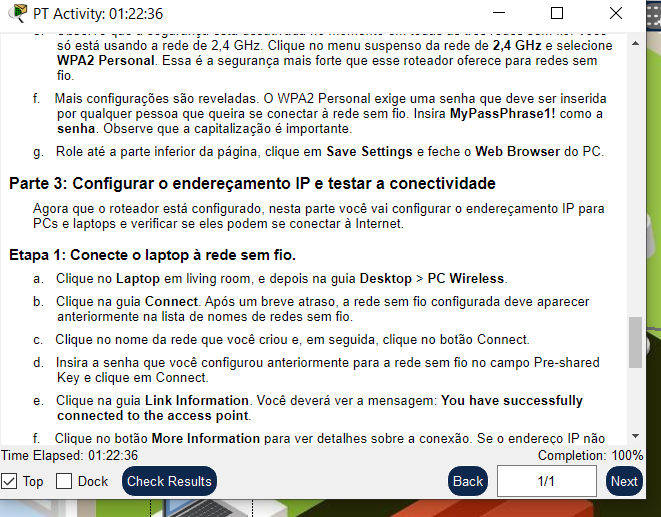 PT Activity: 01:22:36
só está usando a rede de 2,4 GHz. Clique no menu suspenso da rede de 2,4 GHz e selecione
WPA2 Personal. Essa é a segurança mais forte que esse roteador oferece para redes sem
fio.
f. Mais configurações são reveladas. O WPA2 Personal exige uma senha que deve ser inserida
por qualquer pessoa que queira se conectar à rede sem fio. Insira MyPassPhrase1! como a
senha. Observe que a capitalização é importante.
g. Role até a parte inferior da página, clique em Save Settings e feche o Web Browser do PC.
Parte 3: Configurar o endereçamento IP e testar a conectividade
Agora que o roteador está configurado, nesta parte você vai configurar o endereçamento IP para
PCs e laptops e verificar se eles podem se conectar à Internet.
Etapa 1: Conecte o laptop à rede sem fio.
a. Clique no Laptop em living room, e depois na guia Desktop > PC Wireless.
b. Clique na guia Connect. Após um breve atraso, a rede sem fio configurada deve aparecer
anteriormente na lista de nomes de redes sem fio.
c. Clique no nome da rede que você criou e, em seguida, clique no botão Connect.
d. Insira a senha que você configurou anteriormente para a rede sem fio no campo Pre-shared
Key e clique em Connect.
e. Clique na guia Link Information. Você deverá ver a mensagem: You have successfully
connected to the access point.
f. Clique no botão More Information para ver detalhes sobre a conexão. Se o endereço IP não
Time Elapsed: 01:22:36 Completion: 100%
Top Dock Check Results Back 1/1 Next